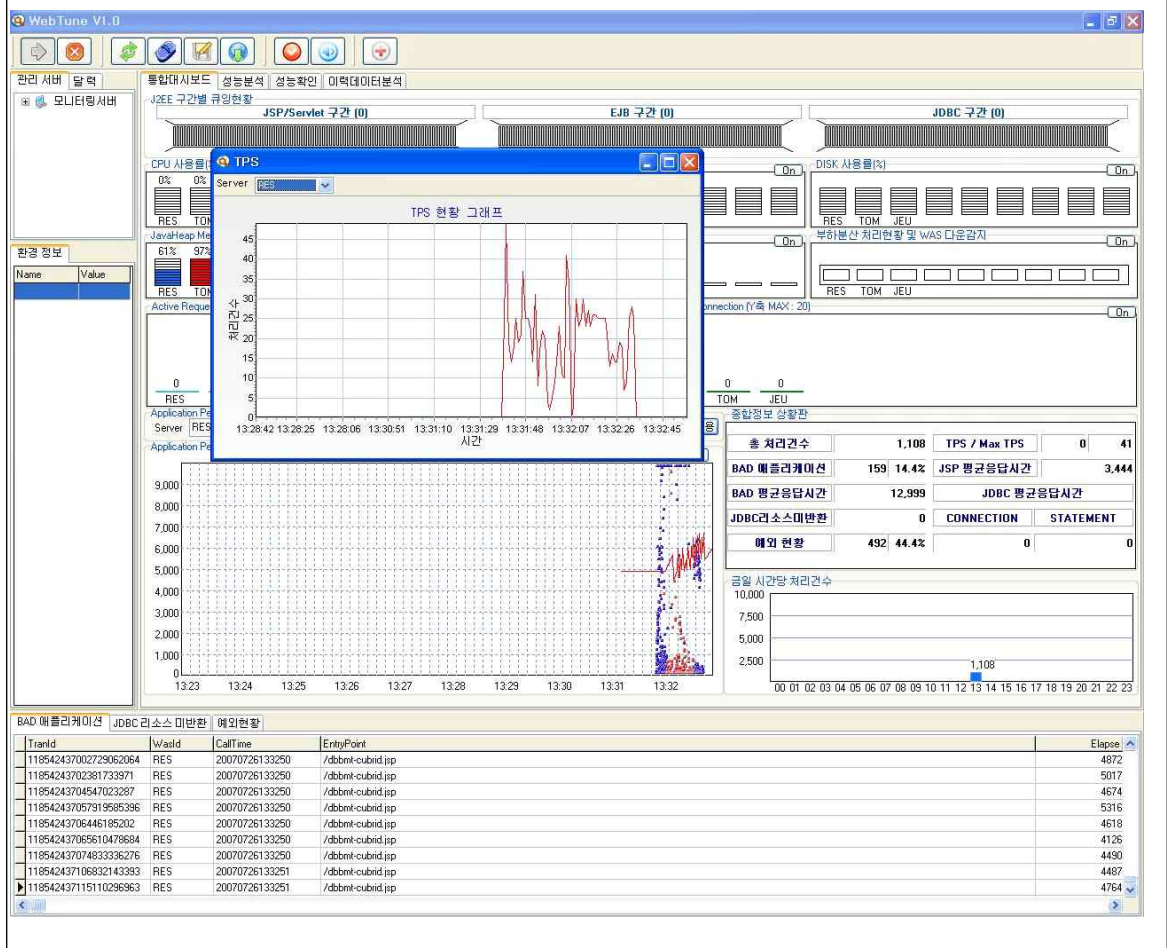 WebTune V1.0
관리 서버 달력
통합대시보드 성능분석 성능확인 이력데이터분석
모니터링서버
J2EE 구간별 큐잉현황
JSP/Servlet 구간 (0) EJB 구간 (0) JDBC 구간 (0)
CPU 사용률(
On
DISK 사용률(%)
On
0% 0%
RES TOM
RES TOM JEU
TPS
Server RES
TPS 현황 그래프
처리건수
45
40
35
30
25
20
15
10
5
0
13:28:42 13:28:25 13:28:06 13:30:51 13:31:10 13:31:29 13:31:48 13:32:07 13:32:26 13:32:45
시간
JavaHeap Me
On
부하분산 처리현황 및 WAS 다운감지
On
61% 97%
RES TOM
RES TOM JEU
환경 정보
Name Value
Active Reque
nnection (Y축 MAX : 20)
On
0 0 0
RES TOM JEU
Application Pe
Server RES
용
Application Pe
9,000
8,000
7,000
6,000
5,000
4,000
3,000
2,000
1,000
0
13:23 13:24 13:25 13:26 13:27 13:28 13:29 13:30 13:31 13:32
종합정보 상황판
총 처리건수 1,108 TPS / Max TPS 0 41
BAD 애플리케이션 159 14.4% JSP 평균응답시간 3,444
BAD 평균응답시간 12,999 JDBC 평균응답시간
JDBC리소스미반환 0 CONNECTION STATEMENT
예외 현황 492 44.4% 0 0
금일 시간당 처리건수
10,000
7,500
5,000
2,500
1,108
00 01 02 03 04 05 06 07 08 09 10 11 12 13 14 15 16 17 18 19 20 21 22 23
BAD 애플리케이션 JDBC 리소스 미반환 예외현황
TranId WasId CallTime EntryPoint Elapse
118542437002729062064 RES 20070726133250 /dbbmt-cubrid.jsp 4872
11854243702381733971 RES 20070726133250 /dbbmt-cubrid.jsp 5017
11854243704547023287 RES 20070726133250 /dbbmt-cubrid.jsp 4674
118542437057919585396 RES 20070726133250 /dbbmt-cubrid.jsp 5316
11854243706446185202 RES 20070726133250 /dbbmt-cubrid.jsp 4618
118542437065610478684 RES 20070726133250 /dbbmt-cubrid.jsp 4126
118542437074833336276 RES 20070726133250 /dbbmt-cubrid.jsp 4490
118542437106832143393 RES 20070726133251 /dbbmt-cubrid.jsp 4487
118542437115110296963 RES 20070726133251 /dbbmt-cubrid.jsp 4764